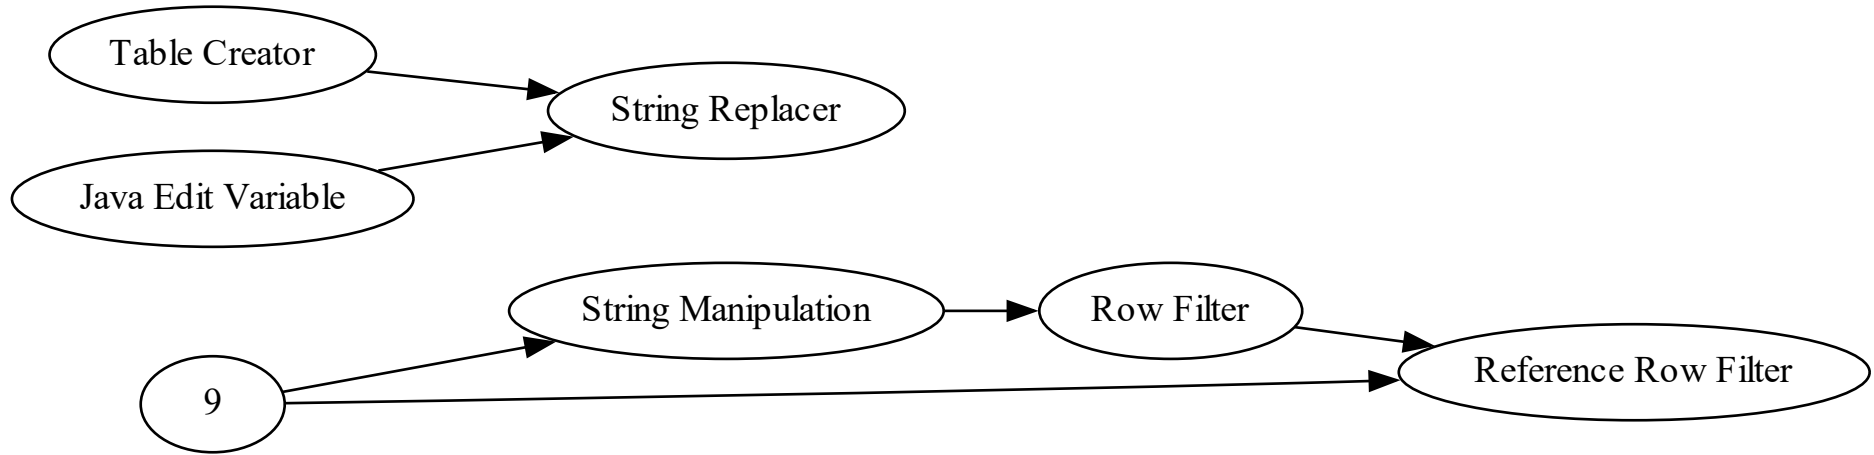 Table Creator
String Replacer
Java Edit Variable
String Manipulation
Row Filter
Reference Row Filter
9